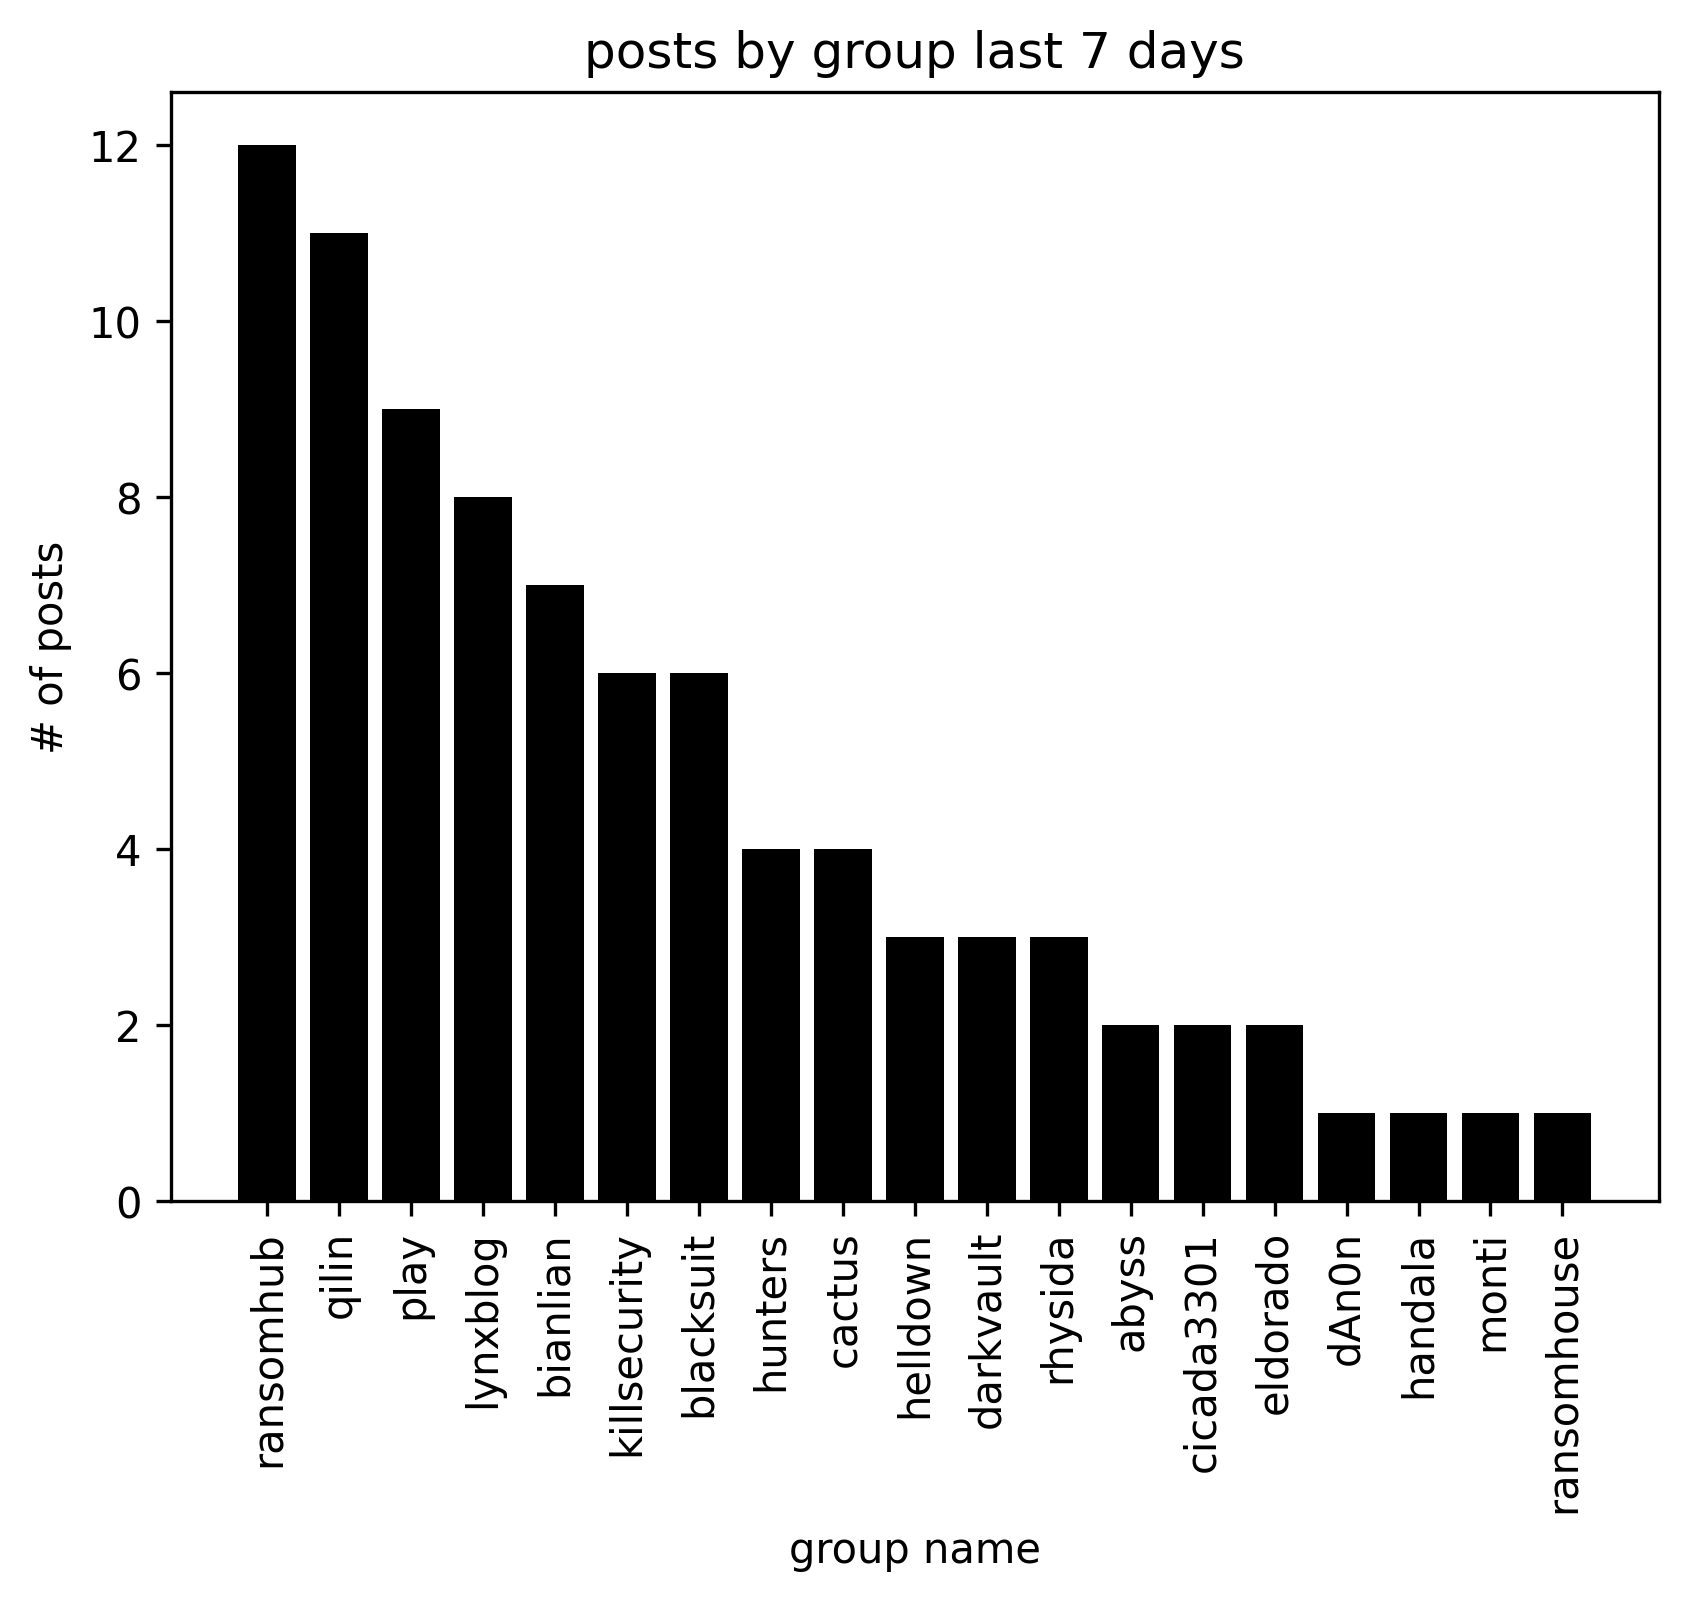 posts by group last 7 days
12
10
8
6
4
2
0
# of posts
ransomhub
qilin
play
lynxblog
bianlian
killsecurity
blacksuit
hunters
cactus
helldown
darkvault
rhysida
abyss
cicada3301
eldorado
dAn0n
handala
monti
ransomhouse
group name